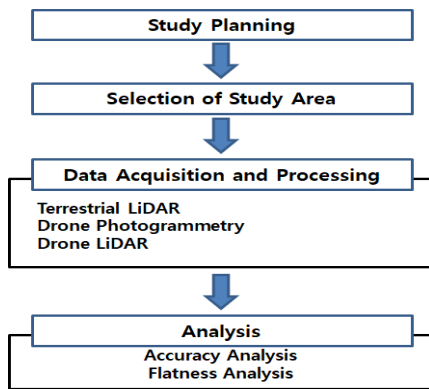 Study Planning
Selection of Study Area
Data Acquisition and Processing
Terrestrial LiDAR
Drone Photogrammetry
Drone LiDAR
Analysis
Accuracy Analysis
Flatness Analysis